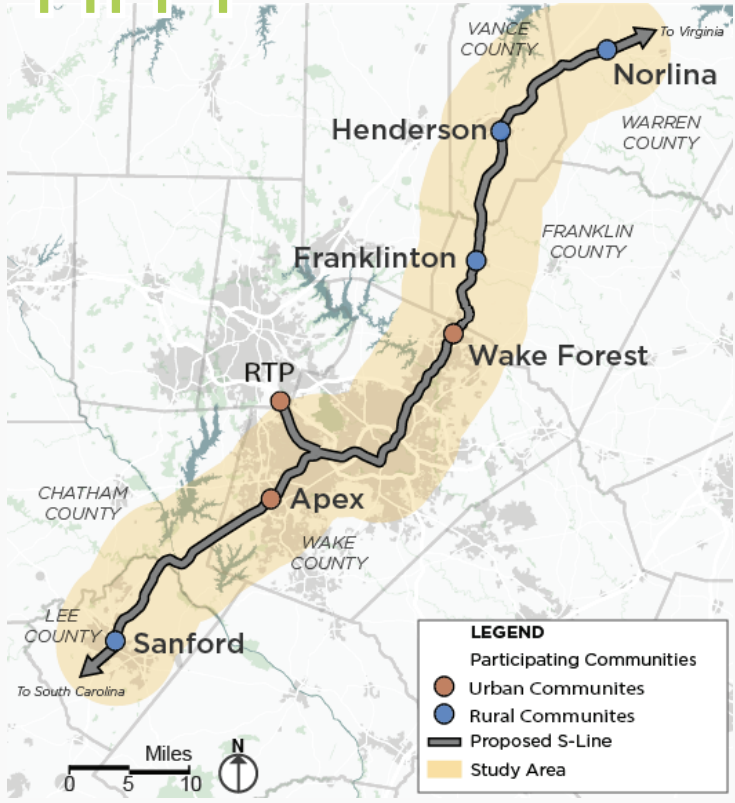 To Virginia
VANCE
COUNTY
Norlina
Henderson
WARREN
COUNTY
FRANKLIN
COUNTY
Franklinton
Wake Forest
RTP
CHATHAM
COUNTY
Apex
WAKE
COUNTY
LEE
COUNTY
Sanford
To South Carolina
Miles
0 5 10
N
LEGEND
Participating Communities
Urban Communites
Rural Communites
Proposed S-Line
Study Area